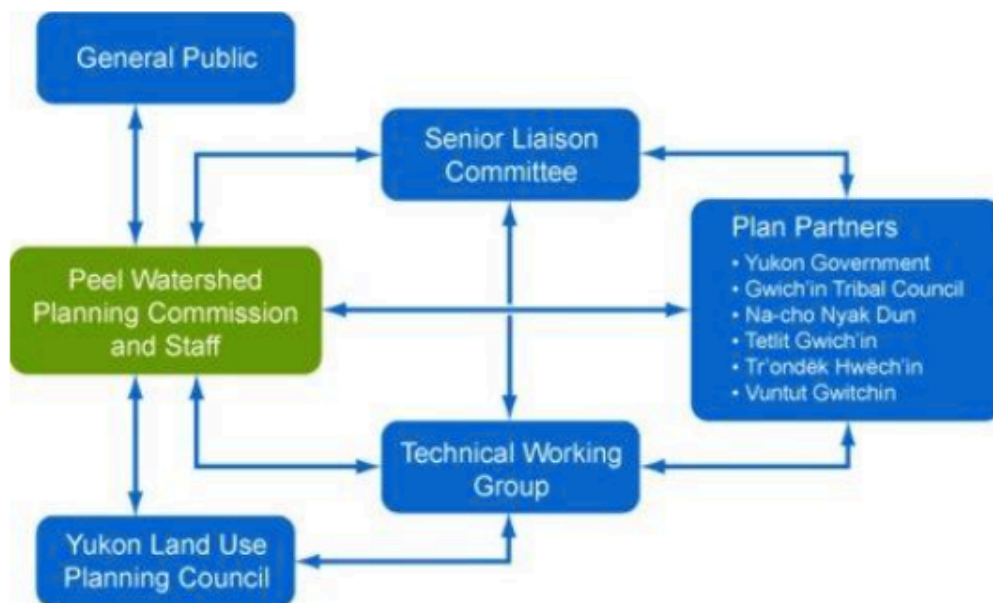 General Public
Senior Liaison
Committee
Peel Watershed
Planning Commission
and Staff
Plan Partners
• Yukon Government
• Gwich'in Tribal Council
• Na-cho Nyak Dun
• Tetlit Gwich'in
• Tr'ondëk Hwëch'in
• Vuntut Gwitchin
Technical Working
Group
Yukon Land Use
Planning Council